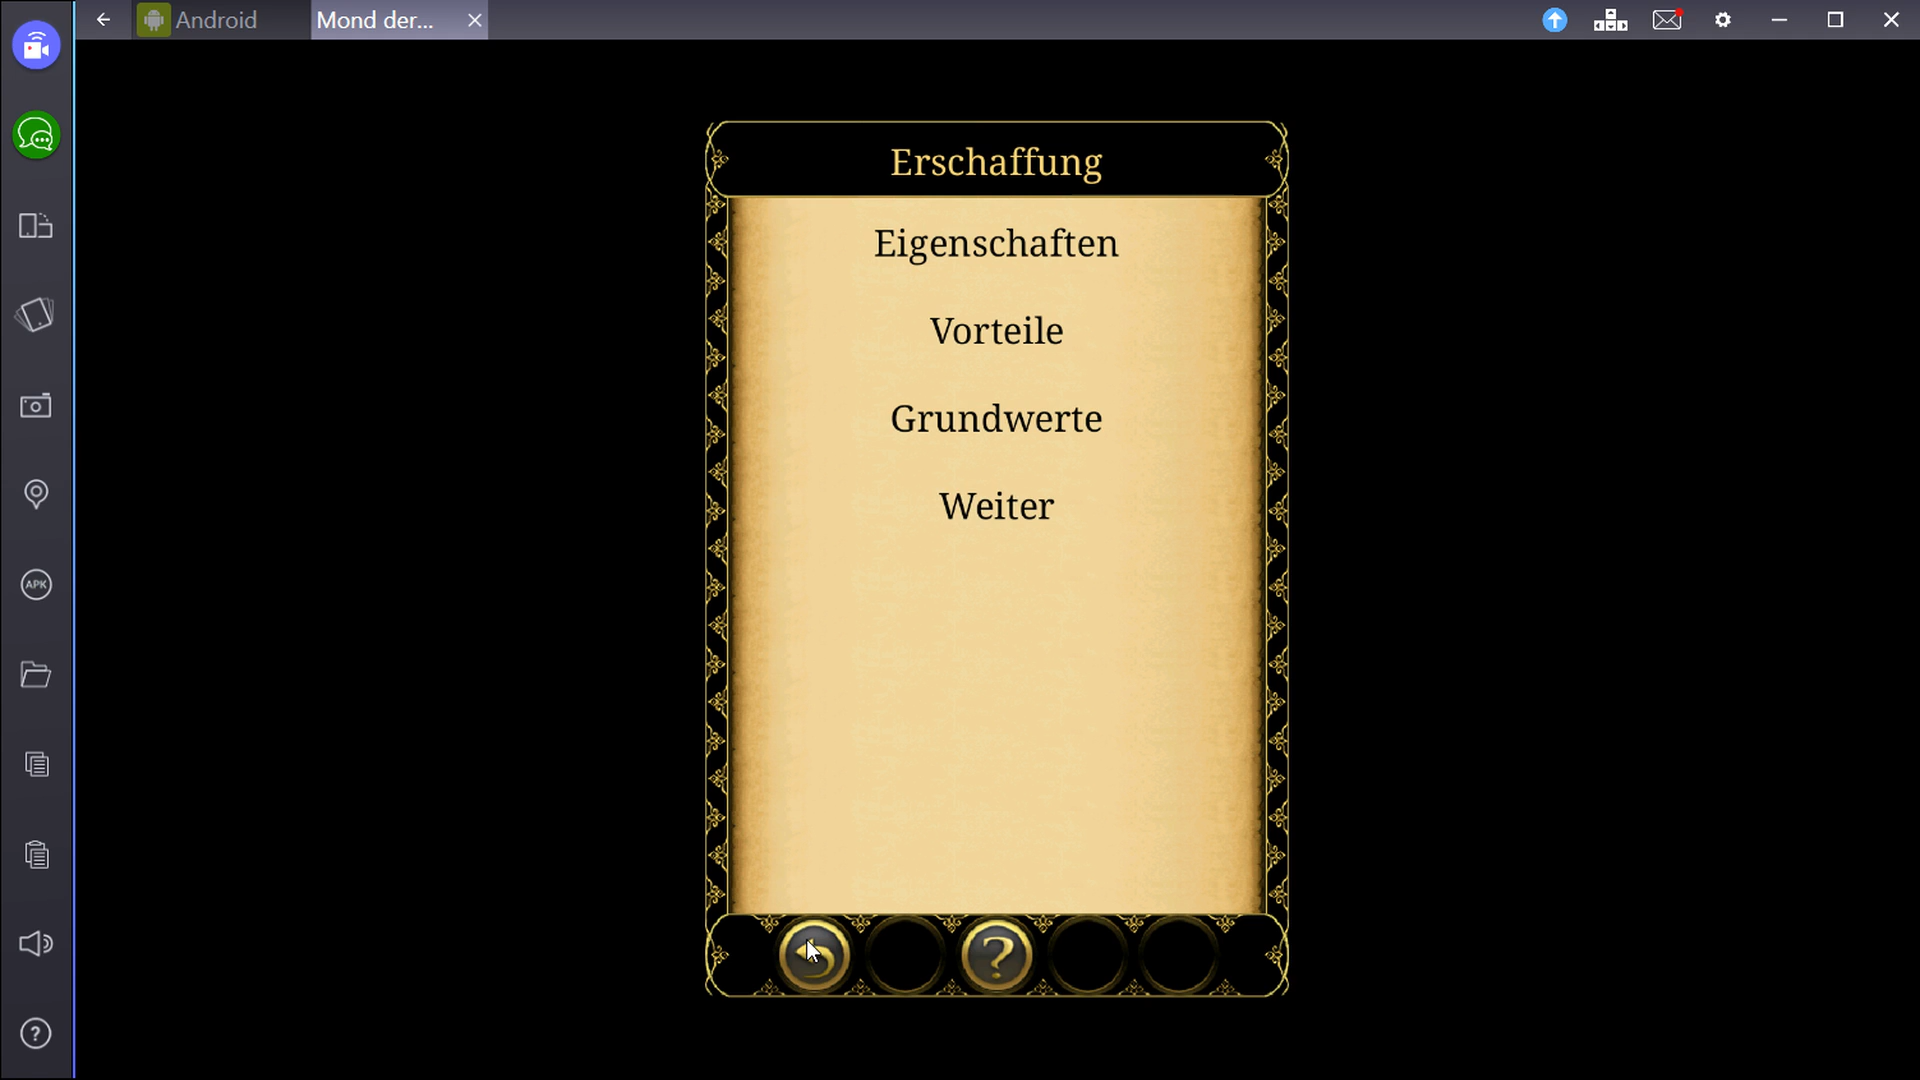 Android
Mond der...
Erschaffung
Eigenschaften
Vorteile
Grundwerte
Weiter
?
APK
?